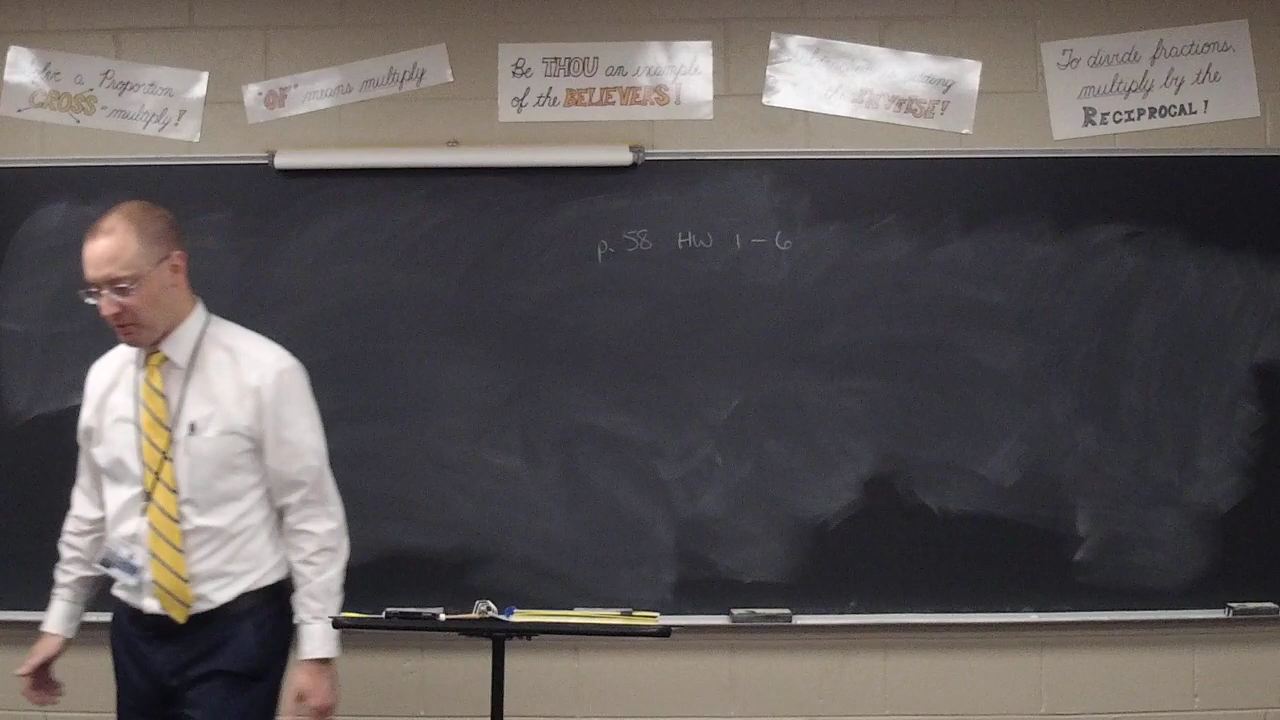 a Proportion
CROSS-multiply!
"OF" means multiply
Be THOU an example
of the BELIEVERS!
INVERSE!
To divide fractions,
multiply by the
RECIPROCAL!
p. 58 HW 1-6